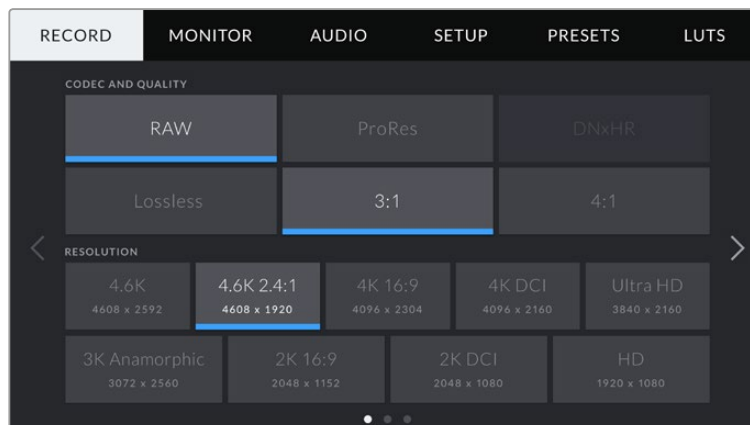 RECORD MONITOR AUDIO SETUP PRESETS LUTS
CODEC AND QUALITY
RAW ProRes DNxHR
Lossless 3:1 4:1
RESOLUTION
4.6K 4.6K 2.4:1 4K 16:9 4K DCI Ultra HD
4608 x 2592 4608 x 1920 4096 x 2304 4096 x 2160 3840 x 2160
3K Anamorphic 2K 16:9 2K DCI HD
3072 x 2560 2048 x 1152 2048 x 1080 1920 x 1080